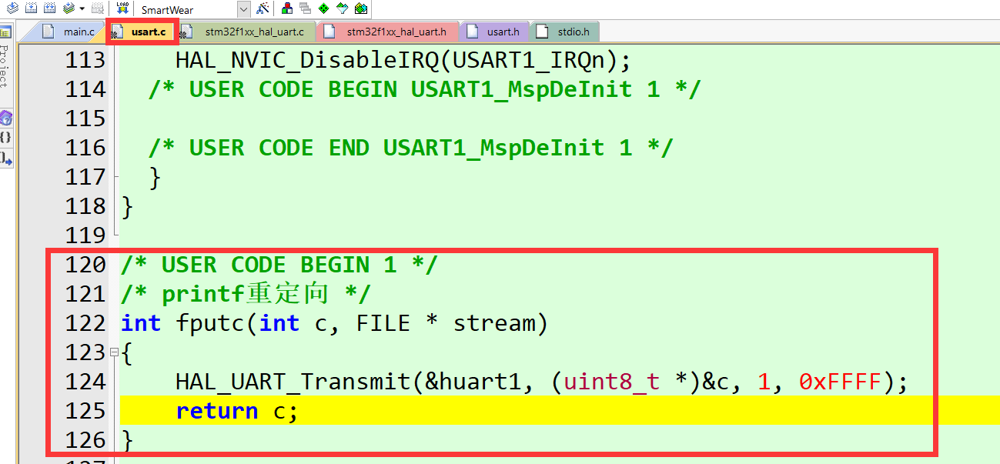 LOAD
SmartWear
main.c
usart.c
stm32f1xx_hal_uart.c
stm32f1xx_hal_uart.h
usart.h
stdio.h
Project
113 HAL_NVIC_DisableIRQ(USART1_IRQn);
114 /* USER CODE BEGIN USART1_MspDeInit 1 */
115
116 /* USER CODE END USART1_MspDeInit 1 */
117 }
118 }
119
120 /* USER CODE BEGIN 1 */
121 /* printf重定向 */
122 int fputc(int c, FILE * stream)
123 {
124 HAL_UART_Transmit(&huart1, (uint8_t *)&c, 1, 0xFFFF);
125 return c;
126 }